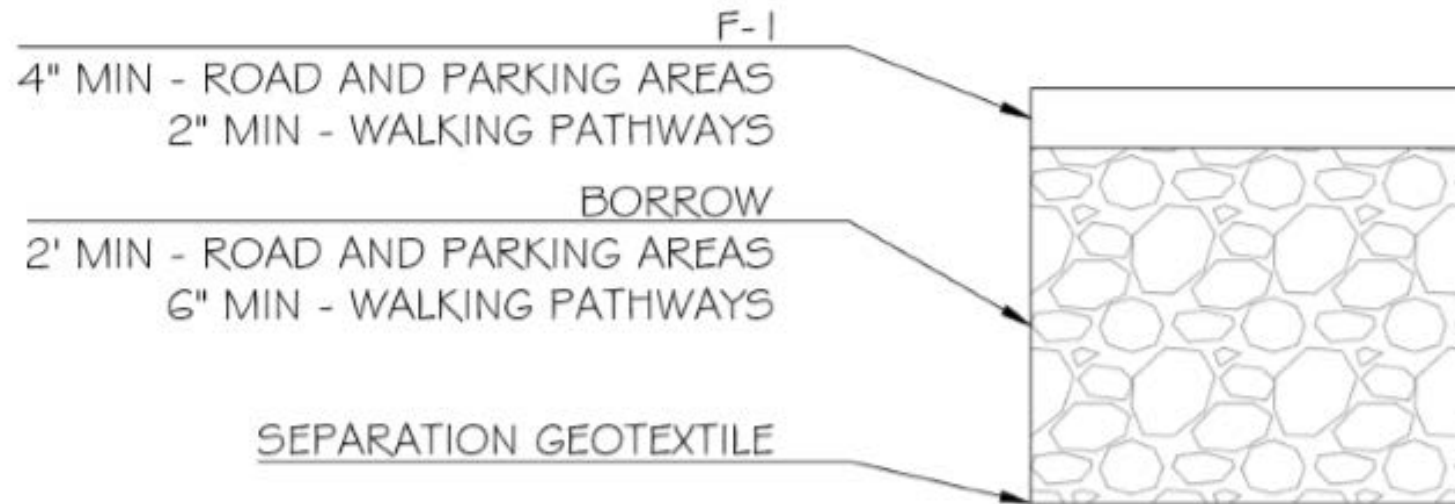 F-1
4" MIN - ROAD AND PARKING AREAS
2" MIN - WALKING PATHWAYS
BORROW
2' MIN - ROAD AND PARKING AREAS
6" MIN - WALKING PATHWAYS
SEPARATION GEOTEXTILE